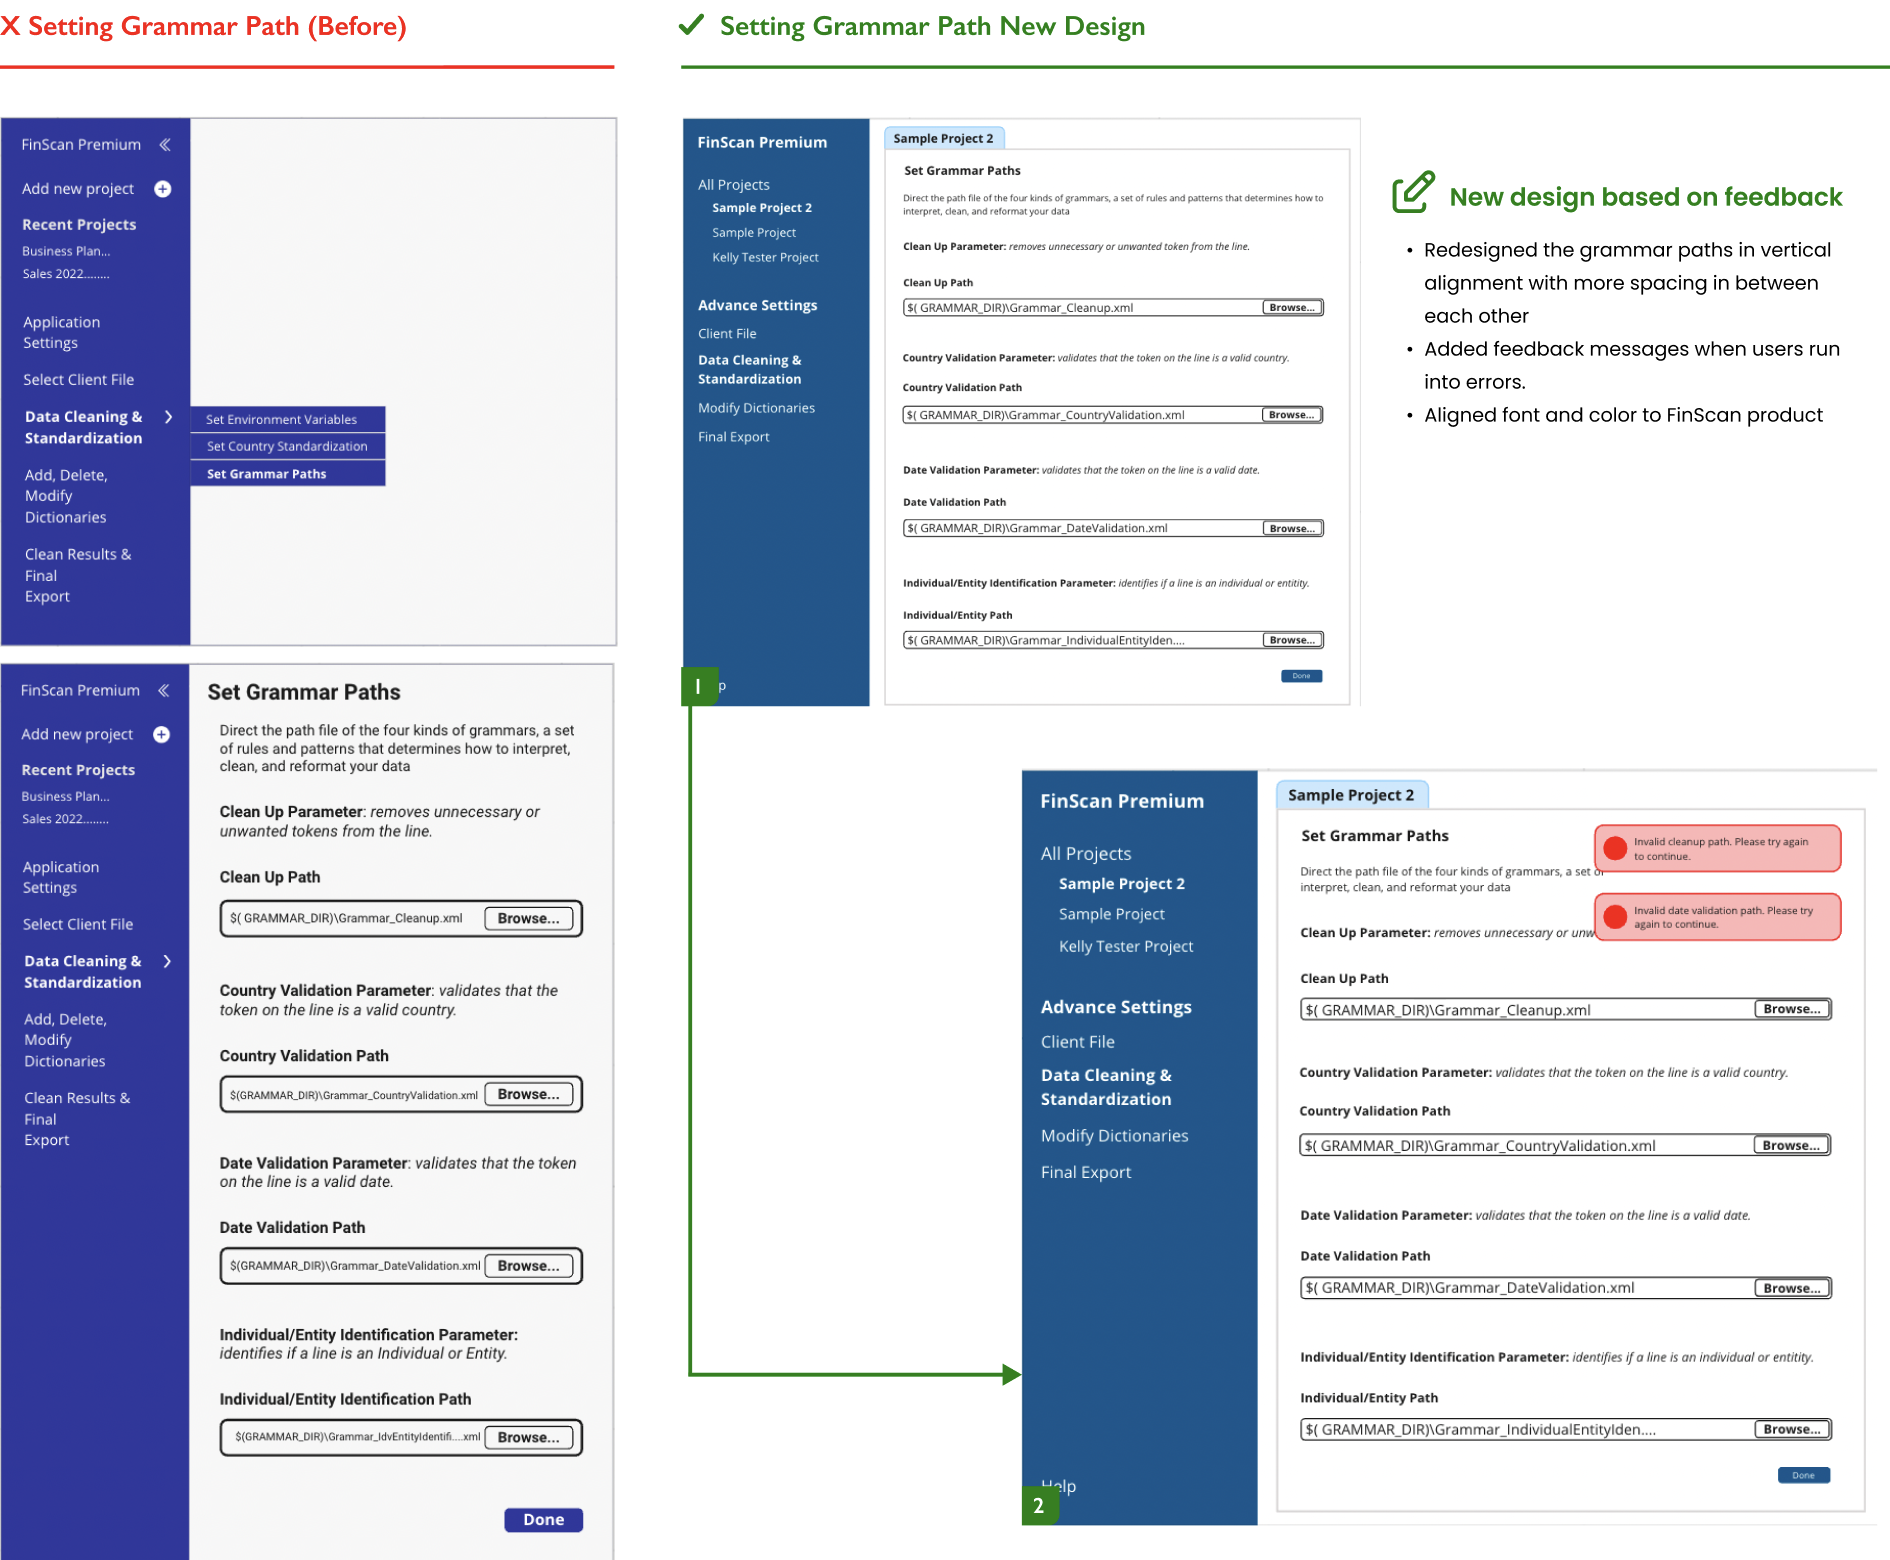 X Setting Grammar Path (Before)
FinScan Premium
Add new project
Recent Projects
Business Plan...
Sales 2022........
Application
Settings
Select Client File
Data Cleaning &
Standardization
Set Environment Variables
Set Country Standardization
Set Grammar Paths
Add, Delete,
Modify
Dictionaries
Clean Results &
Final
Export
FinScan Premium
Add new project
Recent Projects
Business Plan...
Sales 2022........
Application
Settings
Select Client File
Data Cleaning &
Standardization
Add, Delete,
Modify
Dictionaries
Clean Results &
Final
Export
Set Grammar Paths
Direct the path file of the four kinds of grammars, a set
of rules and patterns that determines how to interpret,
clean, and reformat your data
Clean Up Parameter: removes unnecessary or
unwanted tokens from the line.
Clean Up Path
$( GRAMMAR_DIR)\Grammar_Cleanup.xml Browse...
Country Validation Parameter: validates that the
token on the line is a valid country.
Country Validation Path
$(GRAMMAR_DIR)\Grammar_CountryValidation.xml Browse...
Date Validation Parameter: validates that the token
on the line is a valid date.
Date Validation Path
$(GRAMMAR_DIR)\Grammar_DateValidation.xml Browse...
Individual/Entity Identification Parameter:
identifies if a line is an Individual or Entity.
Individual/Entity Identification Path
$(GRAMMAR_DIR)\Grammar_IdvEntityIdentifi....xml Browse...
Done
Setting Grammar Path New Design
FinScan Premium
All Projects
Sample Project 2
Sample Project
Kelly Tester Project
Advance Settings
Client File
Data Cleaning &
Standardization
Modify Dictionaries
Final Export
1
p
Sample Project 2
Set Grammar Paths
Direct the path file of the four kinds of grammars, a set of rules and patterns that determines how to
interpret, clean, and reformat your data
Clean Up Parameter: removes unnecessary or unwanted token from the line.
Clean Up Path
$( GRAMMAR_DIR)\Grammar_Cleanup.xml Browse...
Country Validation Parameter: validates that the token on the line is a valid country.
Country Validation Path
$( GRAMMAR_DIR)\Grammar_CountryValidation.xml Browse...
Date Validation Parameter: validates that the token on the line is a valid date.
Date Validation Path
$( GRAMMAR_DIR)\Grammar_DateValidation.xml Browse...
Individual/Entity Identification Parameter: identifies if a line is an individual or entitity.
Individual/Entity Path
$( GRAMMAR_DIR)\Grammar_IndividualEntityIden.... Browse...
Done
New design based on feedback
• Redesigned the grammar paths in vertical
alignment with more spacing in between
each other
• Added feedback messages when users run
into errors.
• Aligned font and color to FinScan product
FinScan Premium
All Projects
Sample Project 2
Sample Project
Kelly Tester Project
Advance Settings
Client File
Data Cleaning &
Standardization
Modify Dictionaries
Final Export
Help
2
Sample Project 2
Set Grammar Paths
Invalid cleanup path. Please try again
to continue.
Direct the path file of the four kinds of grammars, a set of
interpret, clean, and reformat your data
Invalid date validation path. Please try
again to continue.
Clean Up Parameter: removes unnecessary or unw
Clean Up Path
$( GRAMMAR_DIR)\Grammar_Cleanup.xml Browse...
Country Validation Parameter: validates that the token on the line is a valid country.
Country Validation Path
$( GRAMMAR_DIR)\Grammar_CountryValidation.xml Browse...
Date Validation Parameter: validates that the token on the line is a valid date.
Date Validation Path
$( GRAMMAR_DIR)\Grammar_DateValidation.xml Browse...
Individual/Entity Identification Parameter: identifies if a line is an individual or entitity.
Individual/Entity Path
$( GRAMMAR_DIR)\Grammar_IndividualEntityIden.... Browse...
Done